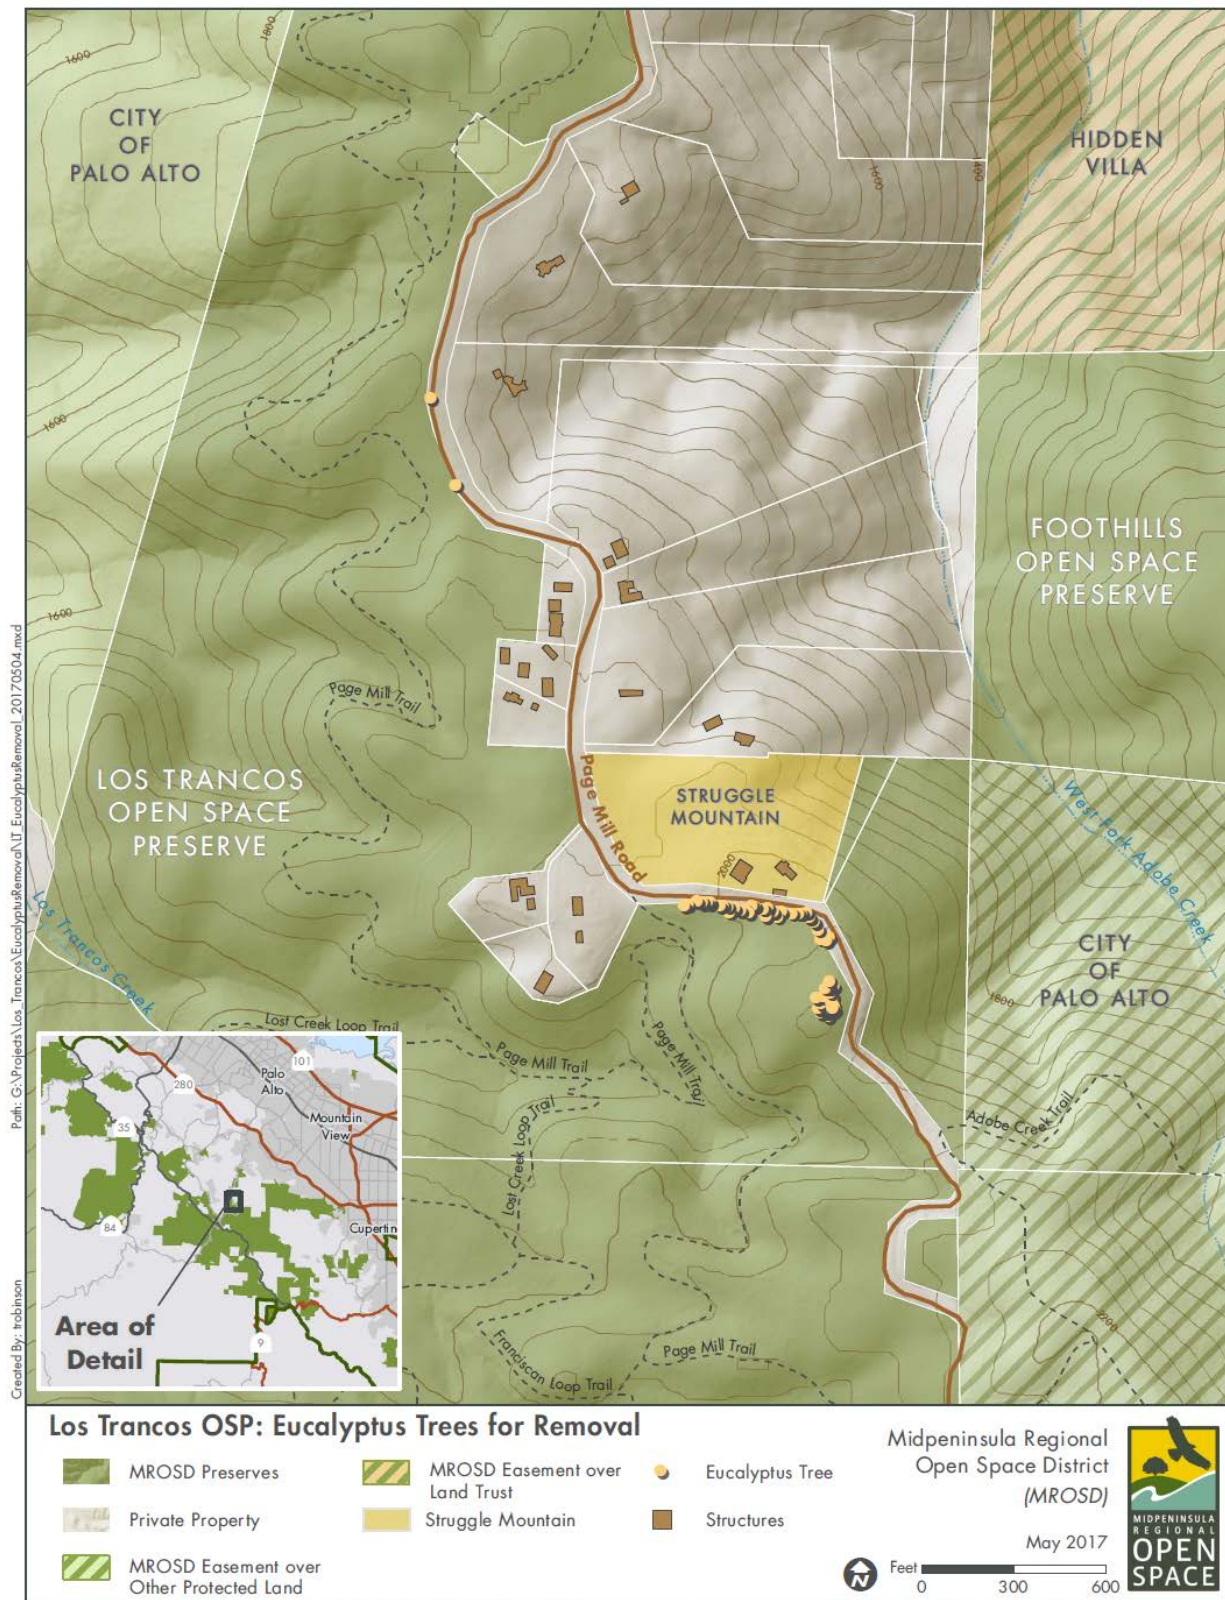 1600
1800
CITY
OF
PALO ALTO
HIDDEN
VILLA
1600
1400
1600
FOOTHILLS
OPEN SPACE
PRESERVE
1600
Page Mill Trail
LOS TRANCOS
OPEN SPACE
PRESERVE
Page Mill Road
STRUGGLE
MOUNTAIN
2000
West Fork Adobe Creek
Los Trancos Creek
CITY
OF
PALO ALTO
1800
Lost Creek Loop Trail
Page Mill Trail
Page Mill Trail
Lost Creek Loop Trail
Adobe Creek Trail
2200
Franciscan Loop Trail
Page Mill Trail
101
280
Palo
Alto
Mountain
View
35
84
Cupertin
9
Area of
Detail
Path: G:\Projects\Los_Trancos\EucalyptusRemoval\LT_EucalyptusRemoval_20170504.mxd
Created By: trobinson
Los Trancos OSP: Eucalyptus Trees for Removal
MROSD Preserves
Private Property
MROSD Easement over
Other Protected Land
MROSD Easement over
Land Trust
Struggle Mountain
Eucalyptus Tree
Structures
Midpeninsula Regional
Open Space District
(MROSD)
May 2017
N
Feet
0 300 600
MIDPENINSULA
REGIONAL
OPEN
SPACE